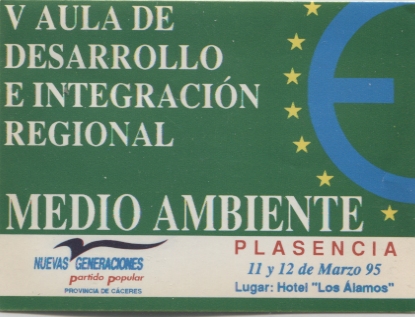 V AULA DE
DESARROLLO
E INTEGRACIÓN
REGIONAL
MEDIO AMBIENTE
NUEVAS GENERACIONES
partido popular
PROVINCIA DE CÁCERES
PLASENCIA
11 y 12 de Marzo 95
Lugar: Hotel "Los Álamos"